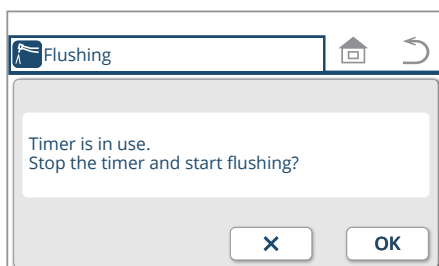 Flushing
Timer is in use.
Stop the timer and start flushing?
OK